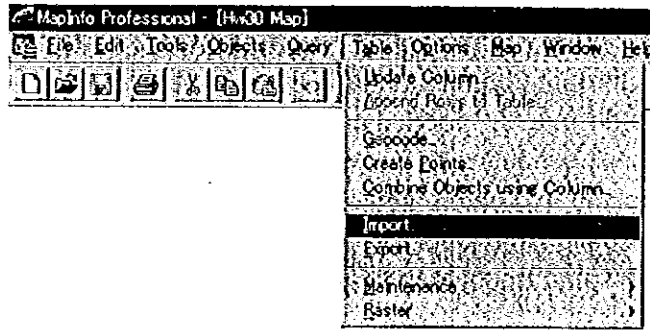 MapInfo Professional - [Hw30 Map]
File Edit Tools Objects Query Table Options Map Window Help
Update Column...
Append Rows to Table...
Geocode...
Create Points...
Combine Objects using Column...
Import...
Export...
Maintenance
Raster